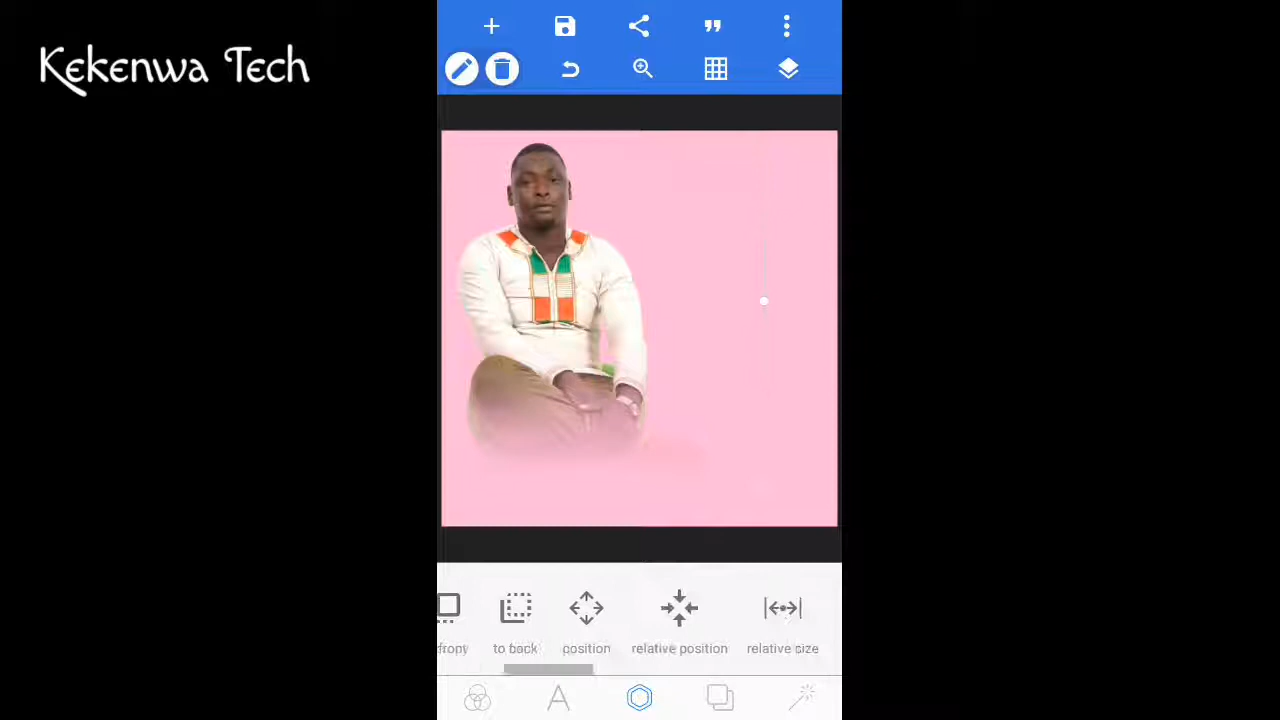 Kekenwa Tech
front
to back
position
relative position
relative size